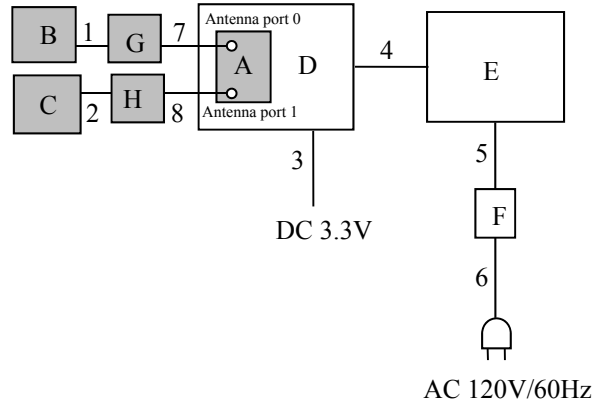 Antenna port 0
B 1 G 7 A D 4 E
C 2 H 8
Antenna port 1
3 5
F
DC 3.3V
6
AC 120V/60Hz